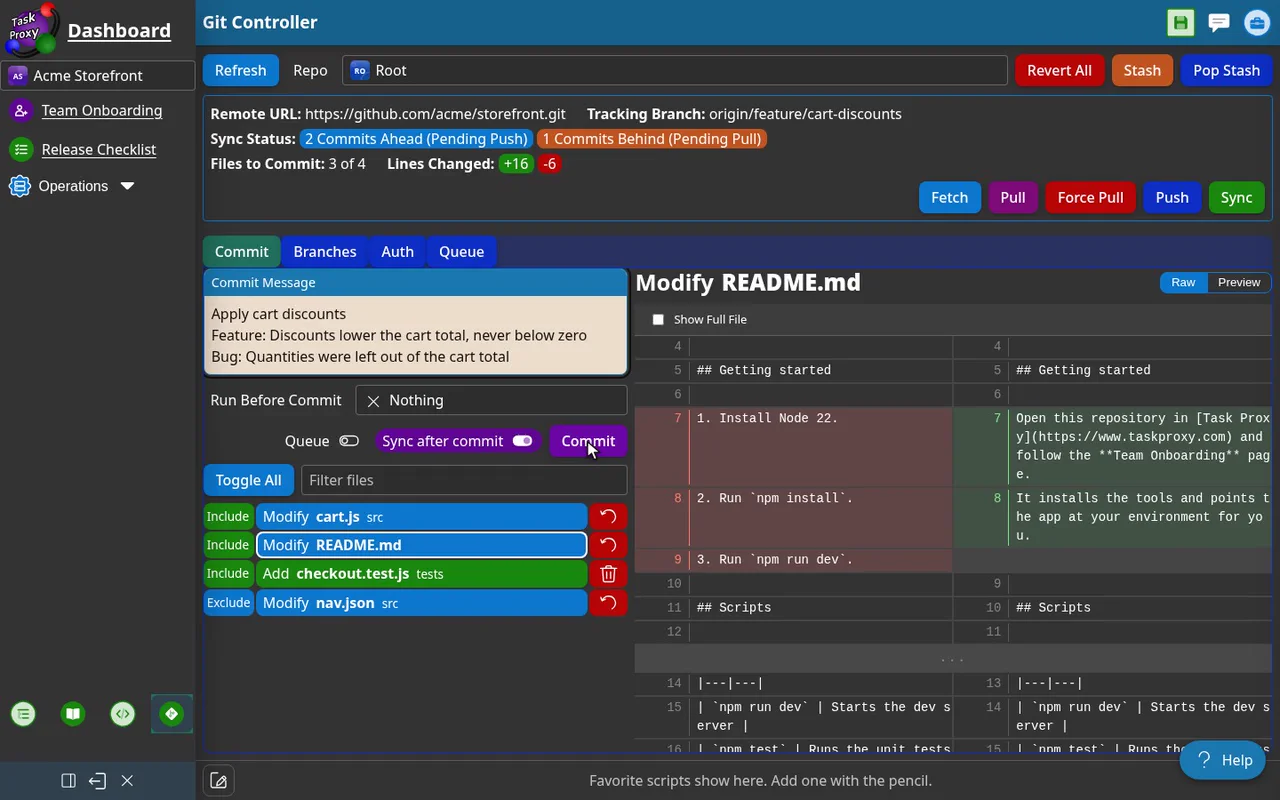 Task Proxy
Dashboard
Acme Storefront
AS
Team Onboarding
Release Checklist
Operations
Git Controller
Refresh
Repo
RO Root
Revert All
Stash
Pop Stash
Remote URL: https://github.com/acme/storefront.git Tracking Branch: origin/feature/cart-discounts
Sync Status: 2 Commits Ahead (Pending Push) 1 Commits Behind (Pending Pull)
Files to Commit: 3 of 4 Lines Changed: +16 -6
Fetch
Pull
Force Pull
Push
Sync
Commit
Branches
Auth
Queue
Commit Message
Apply cart discounts
Feature: Discounts lower the cart total, never below zero
Bug: Quantities were left out of the cart total
Run Before Commit
Nothing
Queue
Sync after commit
Commit
Toggle All
Filter files
Include Modify cart.js src
Include Modify README.md
Include Add checkout.test.js tests
Exclude Modify nav.json src
Modify README.md
Raw
Preview
Show Full File
4
5 ## Getting started
6
7 1. Install Node 22.
8 2. Run `npm install`.
9 3. Run `npm run dev`.
10
11 ## Scripts
12
...
14 |---|---|
15 | `npm run dev` | Starts the dev s
erver |
16 | `npm test` | Runs the unit tests
4
5 ## Getting started
6
7 Open this repository in [Task Prox
y](https://www.taskproxy.com) and
follow the **Team Onboarding** pag
e.
8 It installs the tools and points t
he app at your environment for yo
u.
9
10 ## Scripts
11
13 |---|---|
14 | `npm run dev` | Starts the dev s
erver |
15 | `npm test` | Runs
Help
Favorite scripts show here. Add one with the pencil.